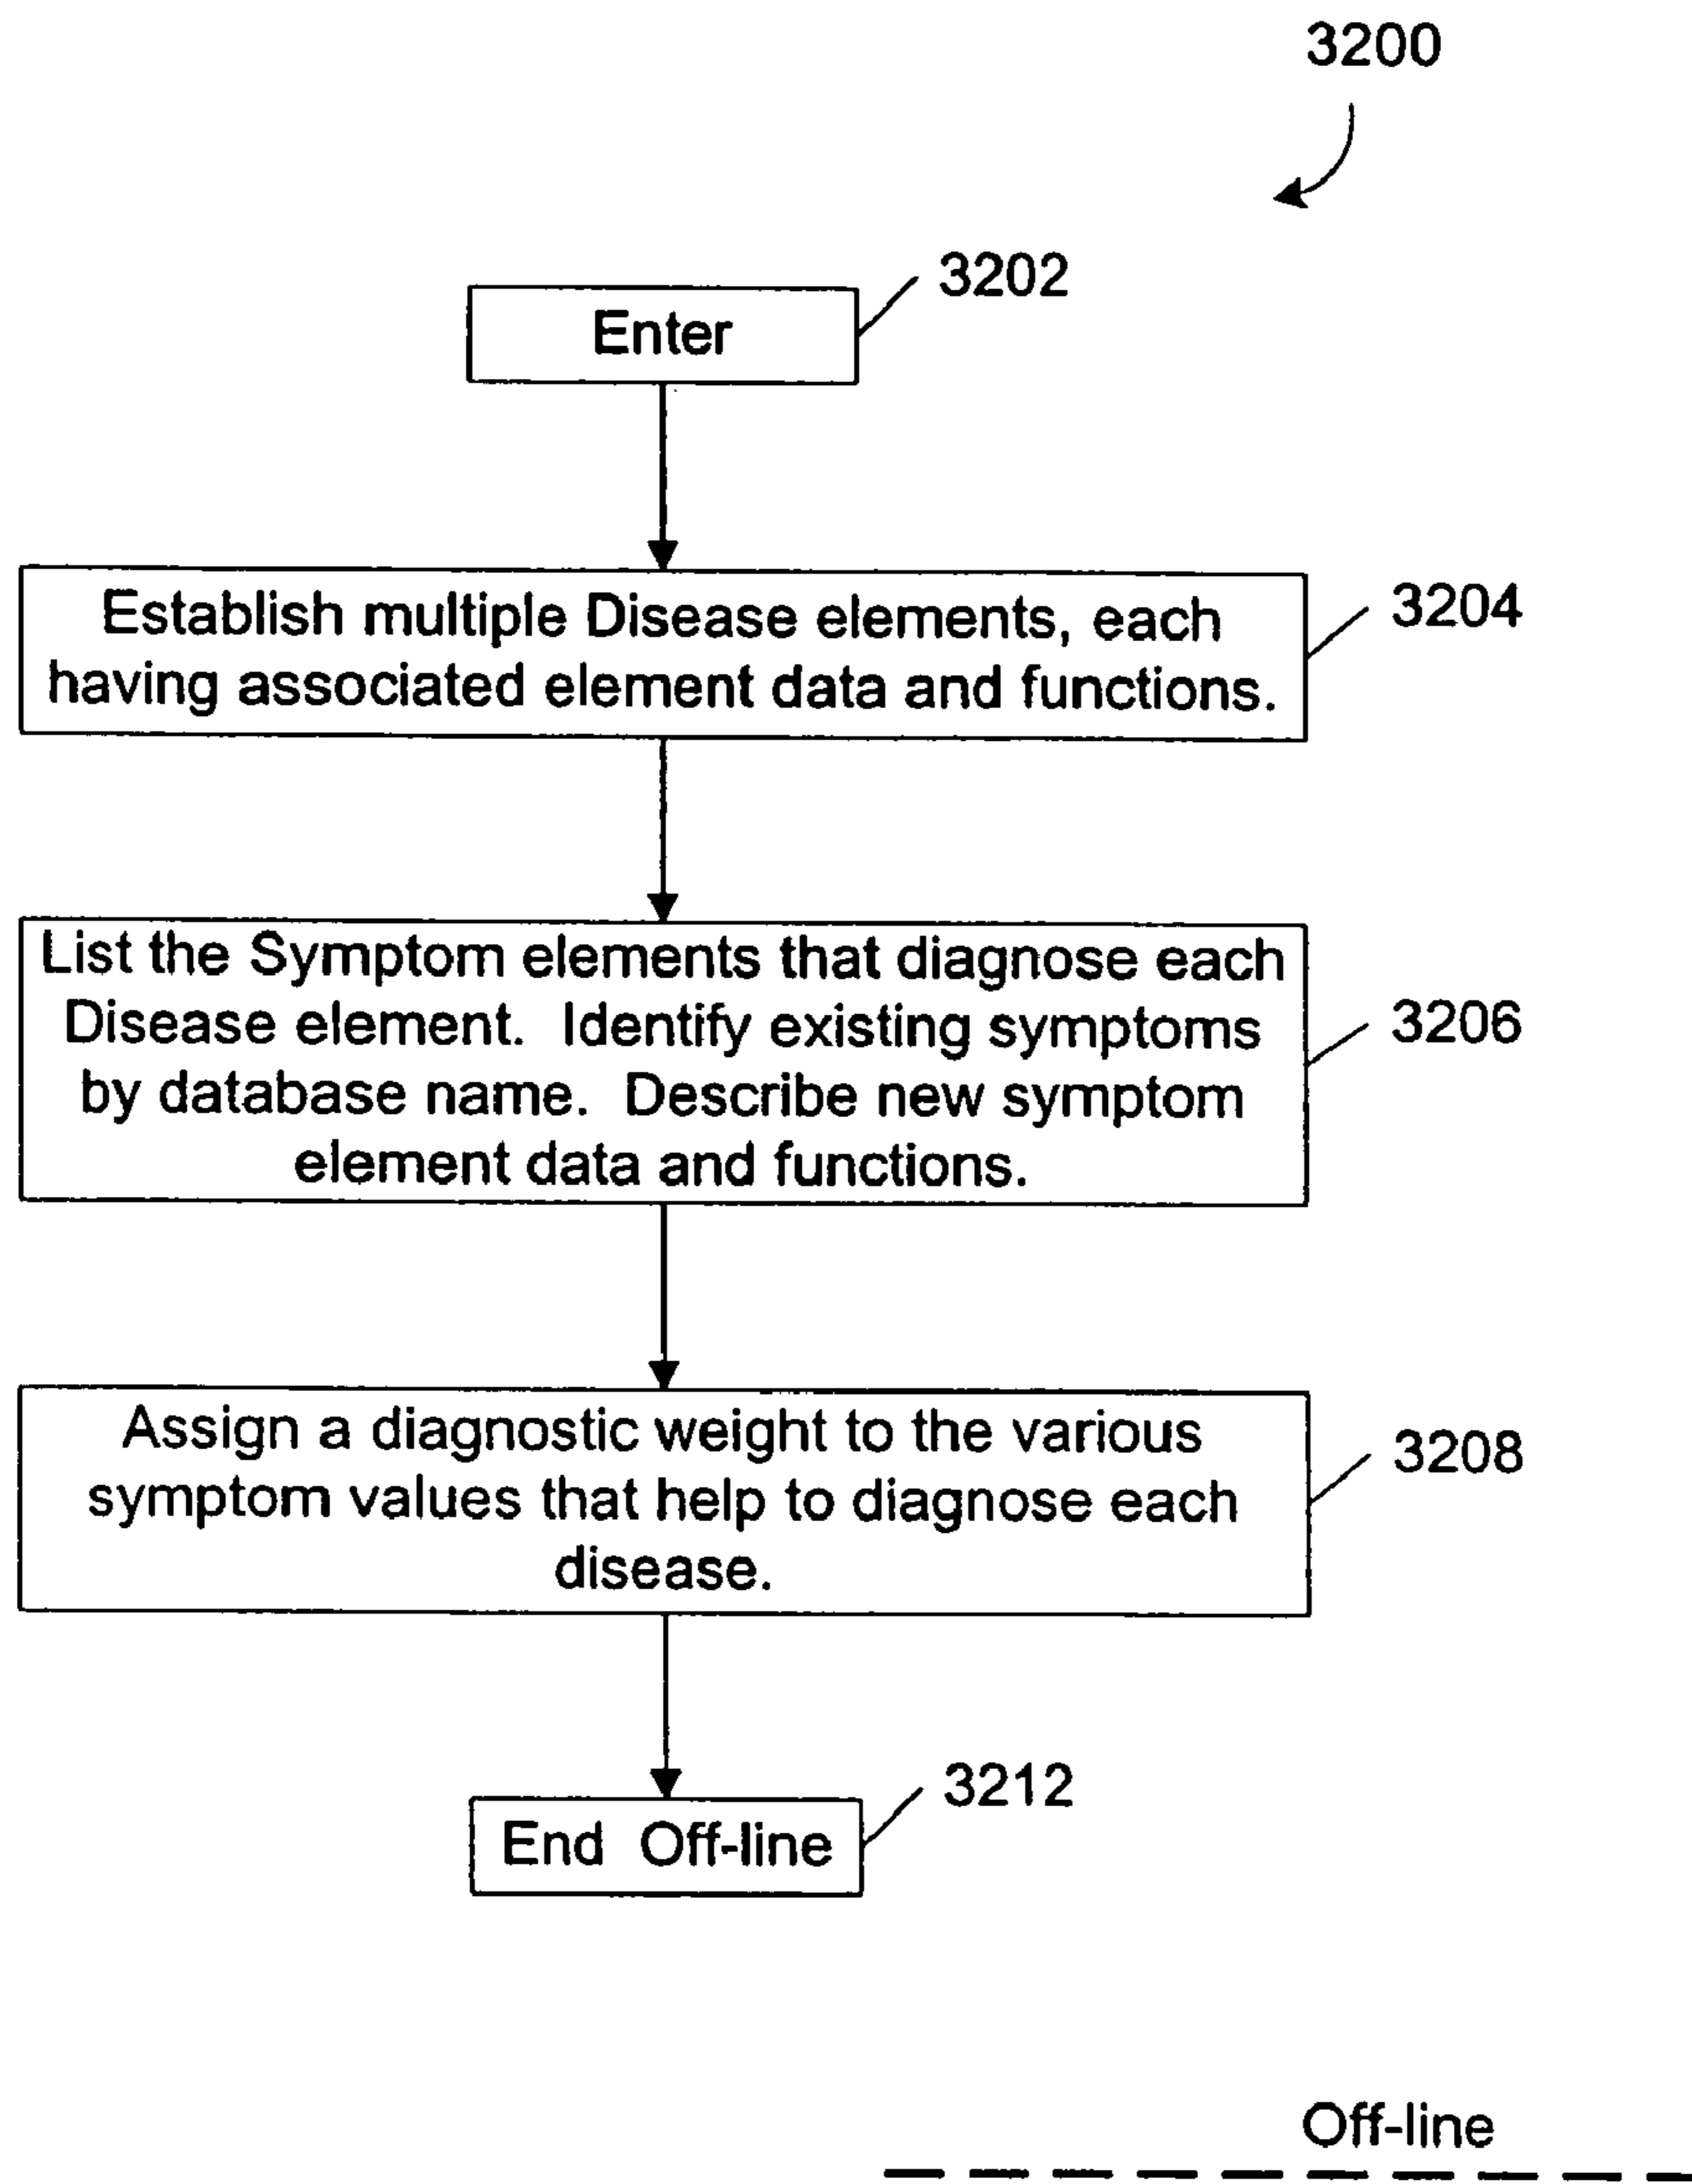 3200
3202
Enter
3204
Establish multiple Disease elements, each
having associated element data and functions.
List the Symptom elements that diagnose each
Disease element. Identify existing symptoms
by database name. Describe new symptom
element data and functions.
3206
Assign a diagnostic weight to the various
symptom values that help to diagnose each
disease.
3208
3212
End Off-line
Off-line